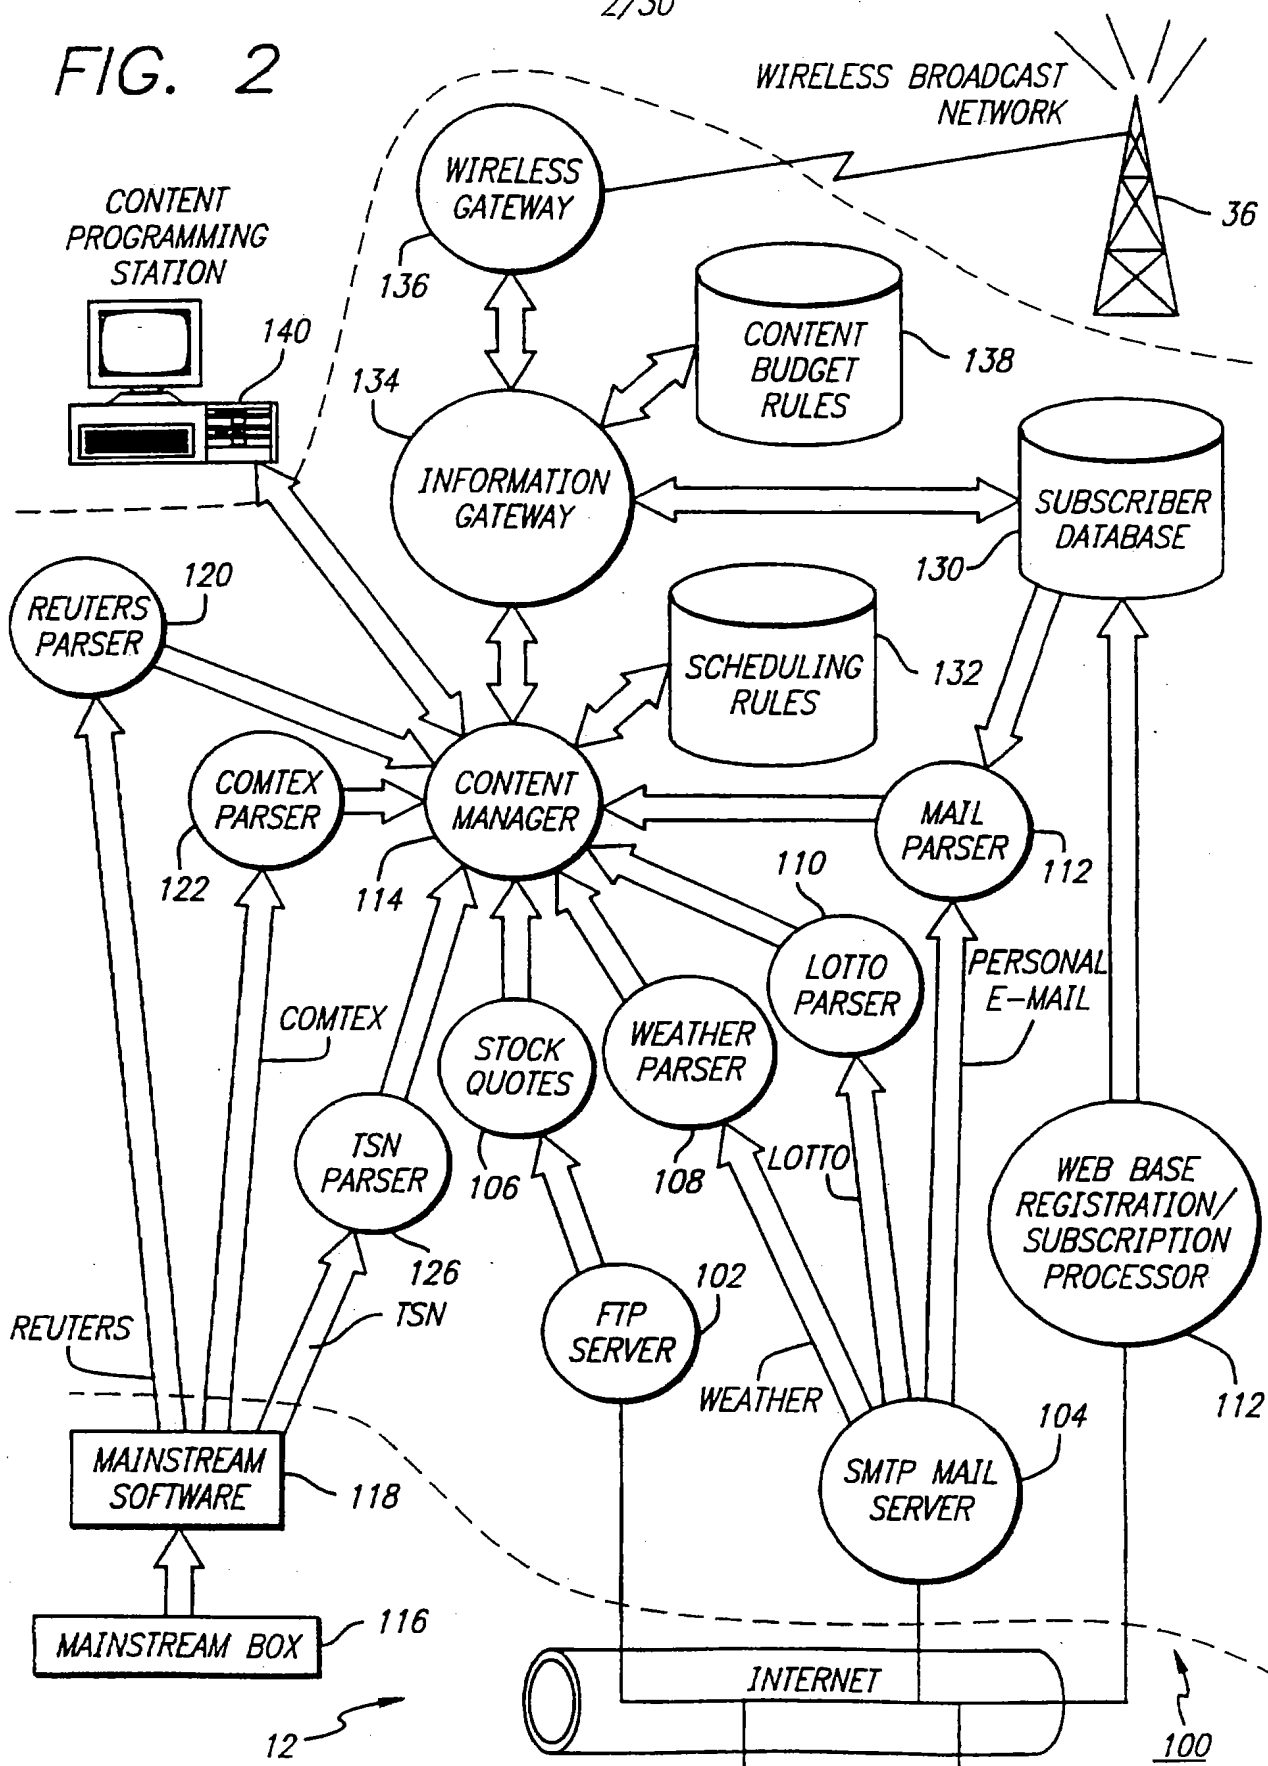 2/30
FIG. 2
WIRELESS BROADCAST
NETWORK
WIRELESS
GATEWAY
CONTENT
PROGRAMMING
STATION
36
136
140
CONTENT
BUDGET
RULES
138
134
INFORMATION
GATEWAY
SUBSCRIBER
DATABASE
130
120
REUTERS
PARSER
SCHEDULING
RULES
132
COMTEX
PARSER
CONTENT
MANAGER
MAIL
PARSER
122
114
110
112
LOTTO
PARSER
PERSONAL
E-MAIL
COMTEX
STOCK
QUOTES
WEATHER
PARSER
TSN
PARSER
106
108
LOTTO
WEB BASE
REGISTRATION/
SUBSCRIPTION
PROCESSOR
126
102
REUTERS
TSN
FTP
SERVER
WEATHER
112
104
MAINSTREAM
SOFTWARE
118
SMTP MAIL
SERVER
116
MAINSTREAM BOX
INTERNET
12
100